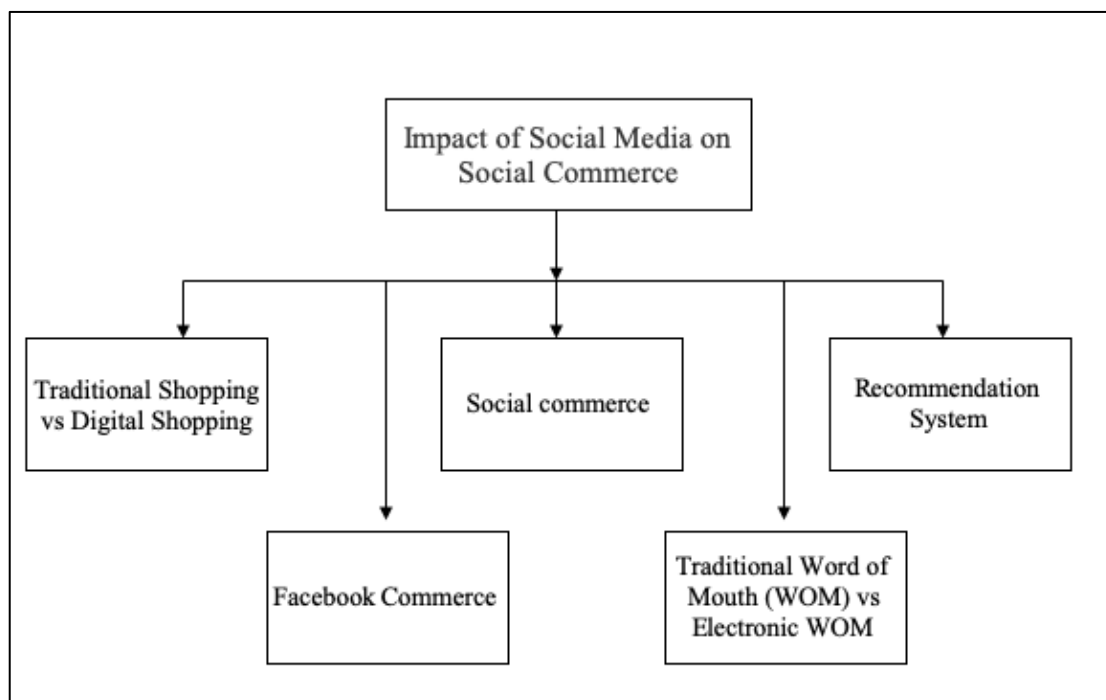 Impact of Social Media on
Social Commerce
Traditional Shopping
vs Digital Shopping
Social commerce
Recommendation
System
Facebook Commerce
Traditional Word of
Mouth (WOM) vs
Electronic WOM